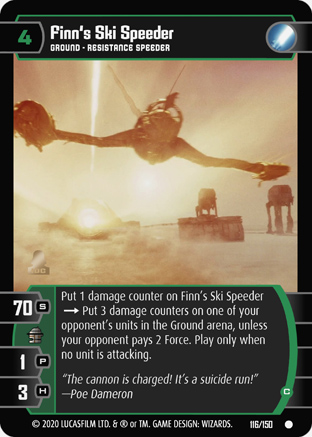 4 Finn's Ski Speeder
GROUND - RESISTANCE SPEEDER
70 S
Put 1 damage counter on Finn's Ski Speeder
→ Put 3 damage counters on one of your
opponent's units in the Ground arena, unless
your opponent pays 2 Force. Play only when
no unit is attacking.
1 P
3 H
"The cannon is charged! It's a suicide run!"
—Poe Dameron
C
© 2020 LUCASFILM LTD. & ® or TM. GAME DESIGN: WIZARDS. 116/150